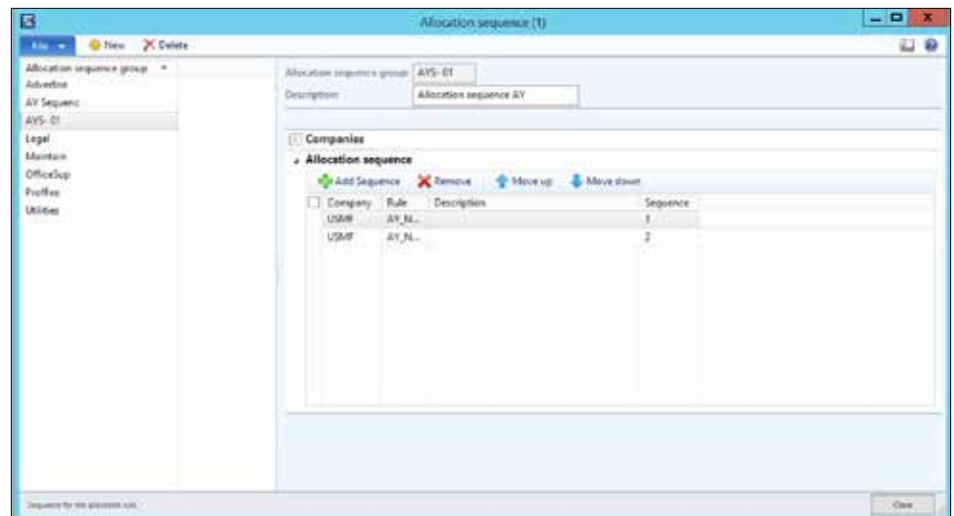 Allocation sequence (1)
File New Delete
Allocation sequence group
Advertise
AY Sequenc
AYS- 01
Legal
Maintain
OfficeSup
Proffee
Utilities
Allocation sequence group: AYS- 01
Description: Allocation sequence AY
Companies
Allocation sequence
Add Sequence Remove Move up Move down
Company Rule Description Sequence
USMF AY_N... 1
USMF AY_N... 2
Sequence for the allocation rule
Close